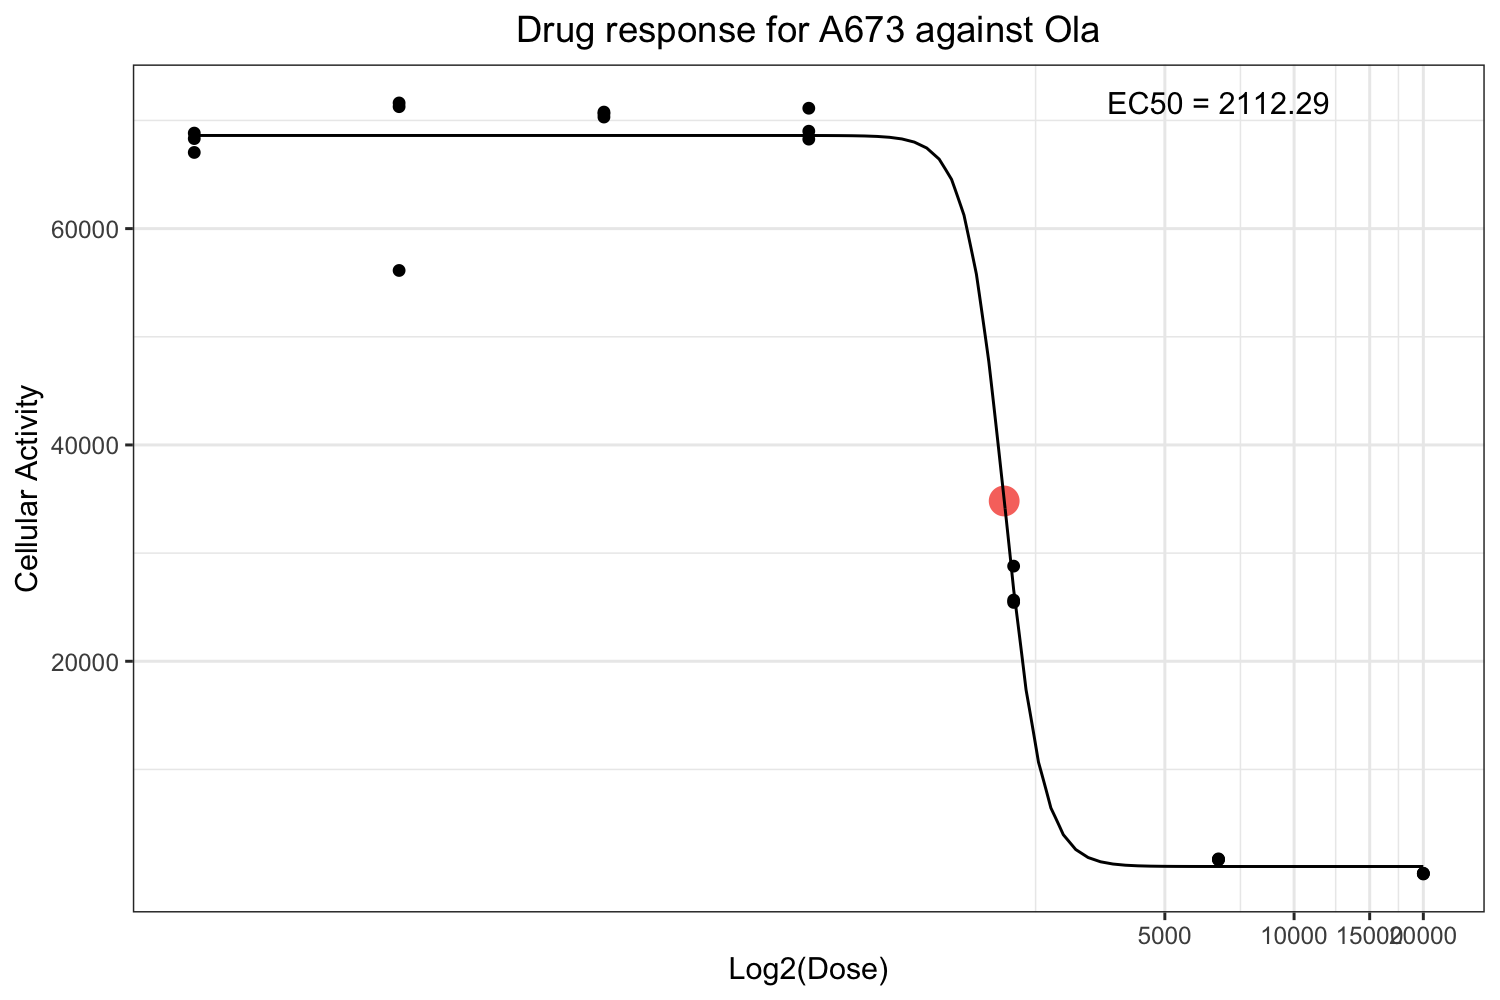 Drug response for A673 against Ola
EC50 = 2112.29
60000
40000
20000
Cellular Activity
5000 10000 15000 20000
Log2(Dose)